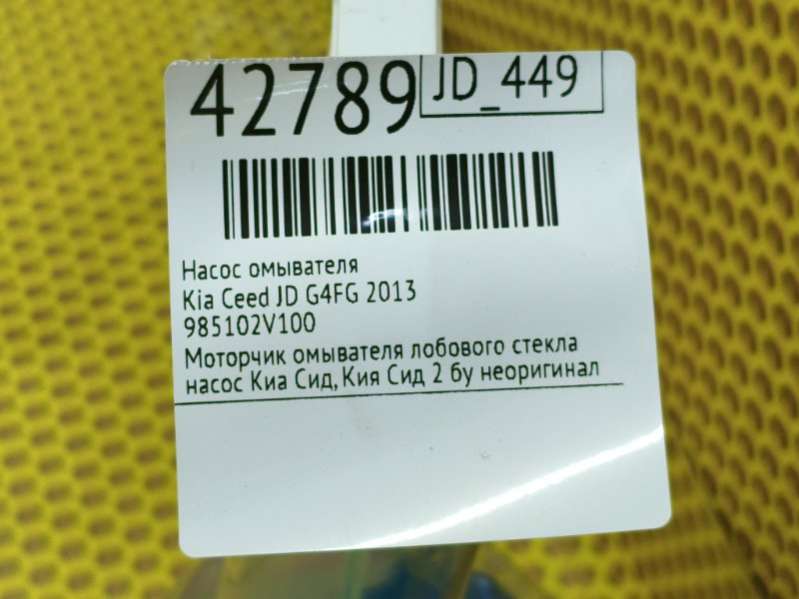 42789
JD_449
Насос омывателя
Kia Ceed JD G4FG 2013
985102V100
Моторчик омывателя лобового стекла
насос Киа Сид, Кия Сид 2 бу неоригинал